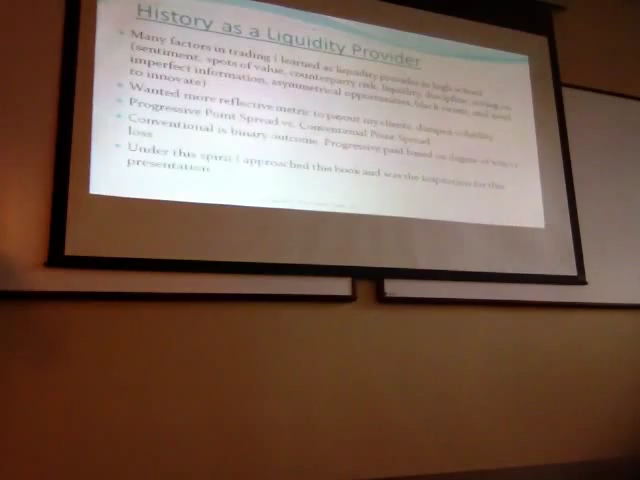 History as a Liquidity Provider
Many factors in trading i learned as liquidity provider in high school
(sentiment, spots of value, counterparty risk, liquidity, discipline, acting on
imperfect information, asymmetrical opportunities, black swans, and need
to innovate)
Wanted more reflective metric to payout my clients, dampen volatility
Progressive Point Spread vs. Conventional Point Spread
Conventional is binary outcome. Progressive paid based on degree of win or
loss
Under this spirit i approached this book and was the inspiration for this
presentation